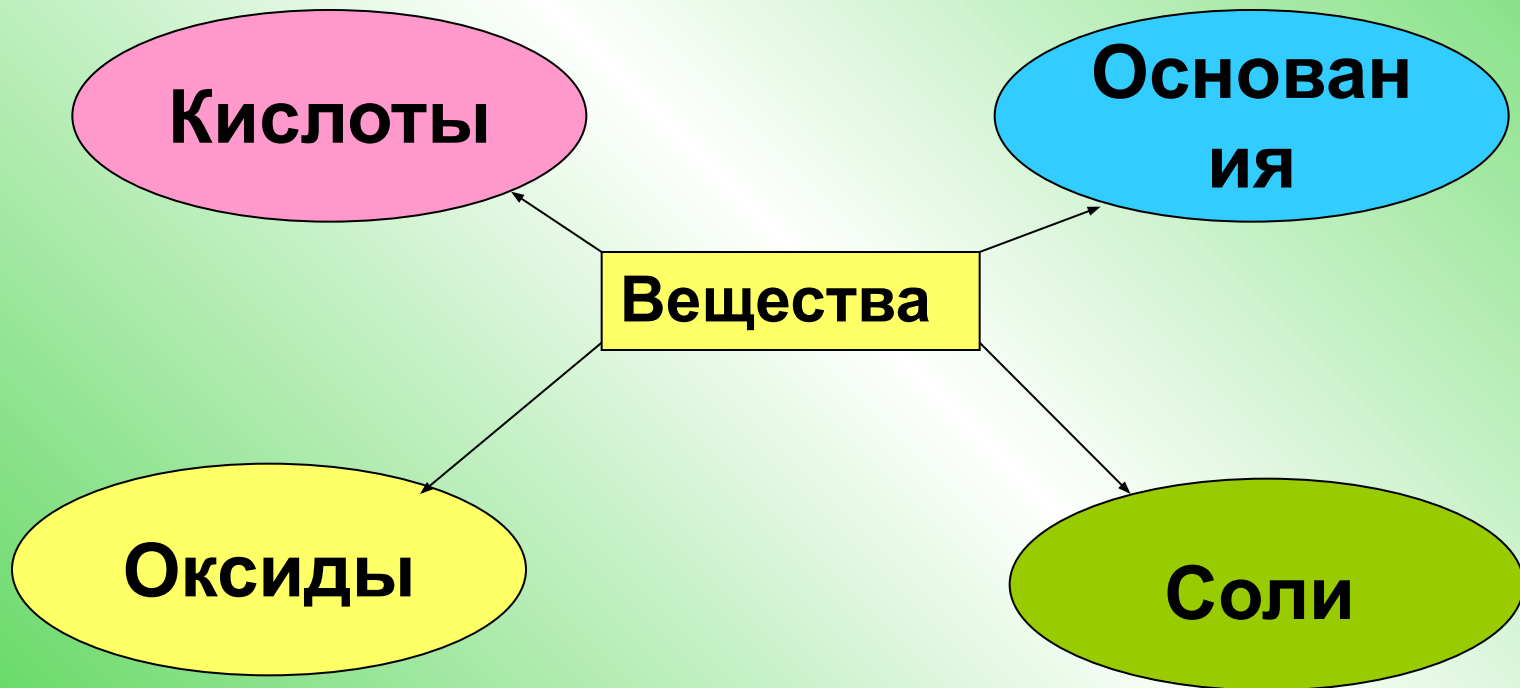 Кислоты
Основан
ия
Вещества
Оксиды
Соли